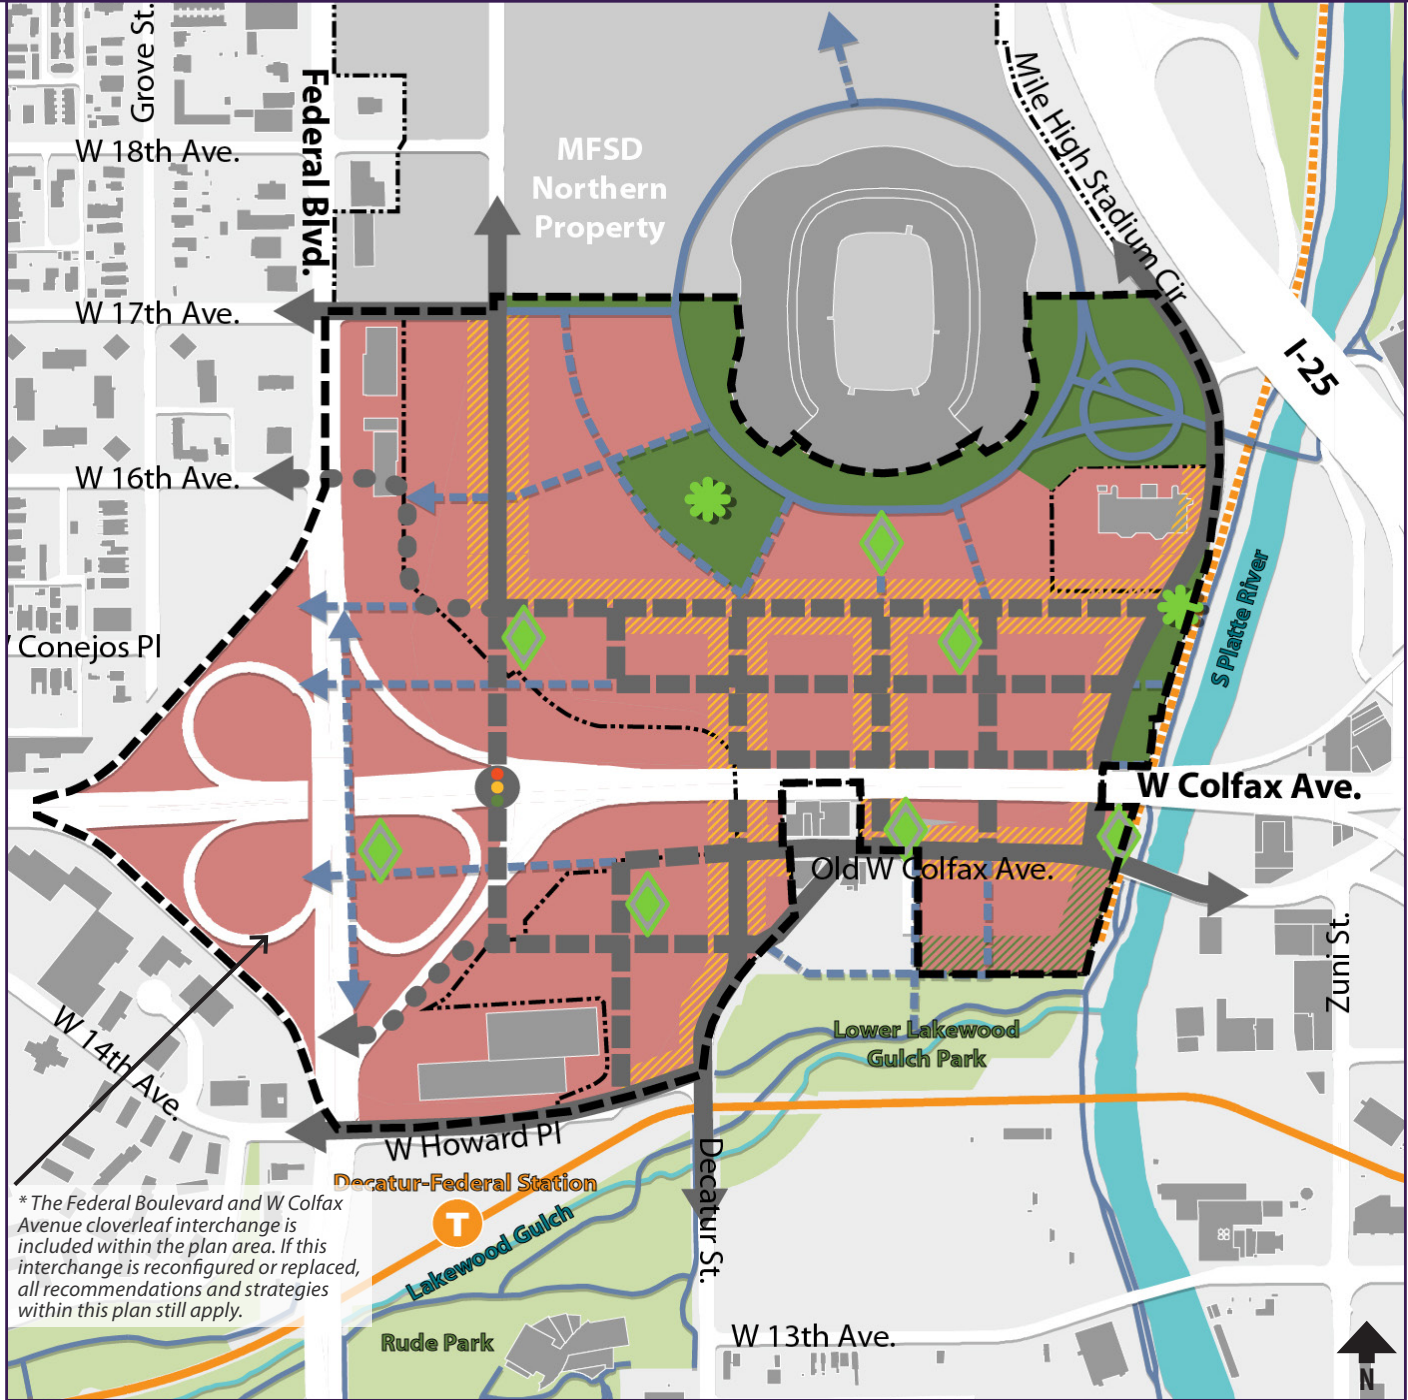 Grove St.
Federal Blvd.
W 18th Ave.
MFSD
Northern
Property
Mile High Stadium Cir
W 17th Ave.
I-25
W 16th Ave.
Conejos Pl
S Platte River
W Colfax Ave.
Old W Colfax Ave.
Zuni St.
W 14th Ave.
Lower Lakewood
Gulch Park
W Howard Pl
Decatur St.
Decatur-Federal Station
T
Lakewood Gulch
* The Federal Boulevard and W Colfax
Avenue cloverleaf interchange is
included within the plan area. If this
interchange is reconfigured or replaced,
all recommendations and strategies
within this plan still apply.
Rude Park
W 13th Ave.
N